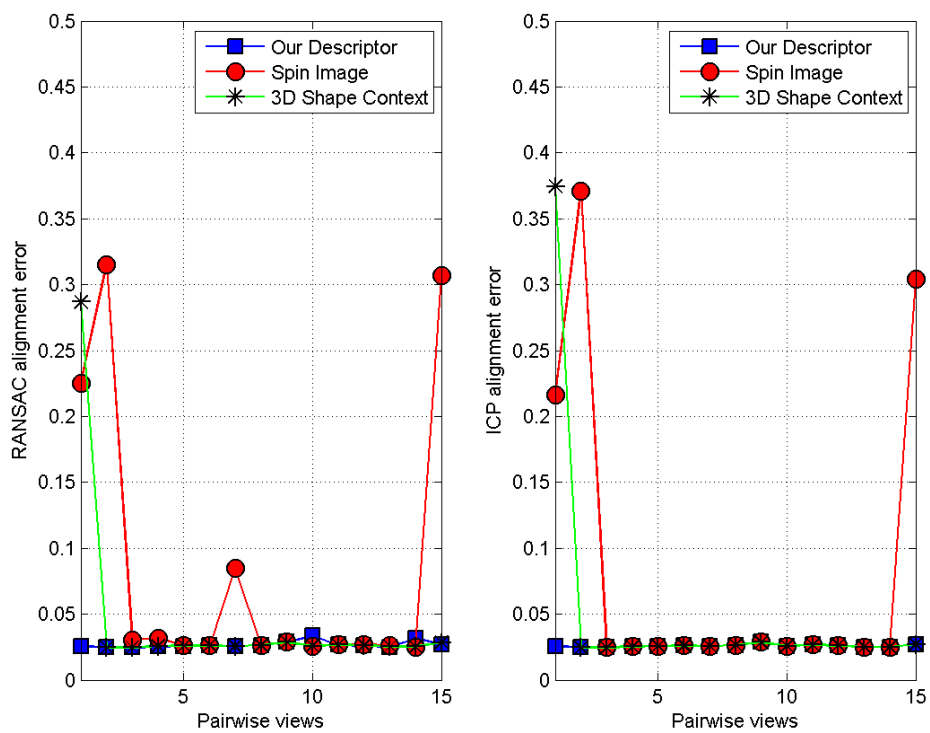 0.5
0.45
0.4
0.35
0.3
0.25
0.2
0.15
0.1
0.05
0
RANSAC alignment error
Our Descriptor
Spin Image
3D Shape Context
5
10
15
Pairwise views
0.5
0.45
0.4
0.35
0.3
0.25
0.2
0.15
0.1
0.05
0
ICP alignment error
Our Descriptor
Spin Image
3D Shape Context
5
10
15
Pairwise views